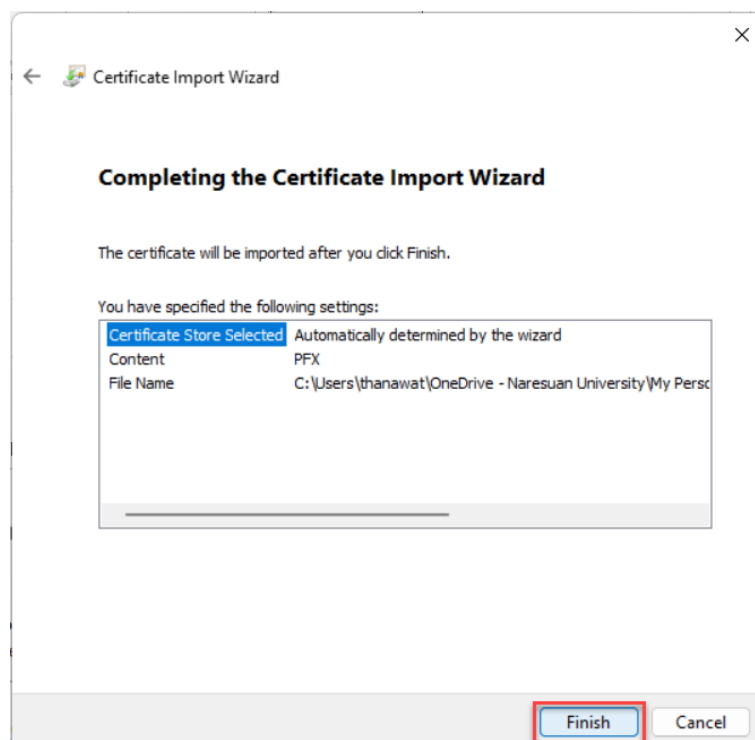 Certificate Import Wizard
Completing the Certificate Import Wizard
The certificate will be imported after you click Finish.
You have specified the following settings:
Certificate Store Selected Automatically determined by the wizard
Content PFX
File Name C:\Users\thanawat\OneDrive - Naresuan University\My Perso
Finish Cancel